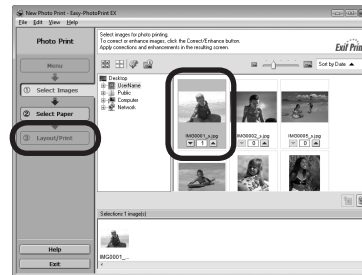 New Photo Print - Easy-PhotoPrint EX
File Edit View Help
Photo Print
Select images for photo printing.
To correct or enhance images, click the Correct/Enhance button.
Apply corrections and enhancements in the resulting screen.
Exif Prin
Menu
Sort by Date
1 Select Images
2 Select Paper
3 Layout/Print
Desktop
UserName
Public
Computer
Network
IMG0001_s.jpg
IMG0002_s.jpg
IMG0005_s.jpg
1
0
0
Selections: 1 image(s)
IMG0001_...
Help
Exit